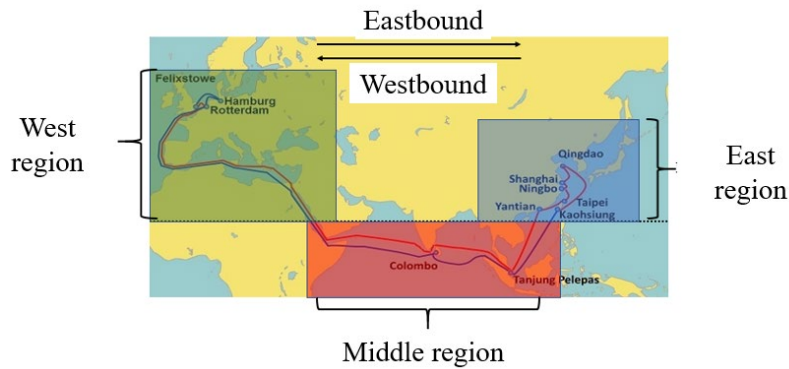 Eastbound
Westbound
Felixstowe
Hamburg
Rotterdam
West
region
Qingdao
Shanghai
Ningbo
Yantian
Taipei
Kaohsiung
East
region
Colombo
Tanjung Pelepas
Middle region